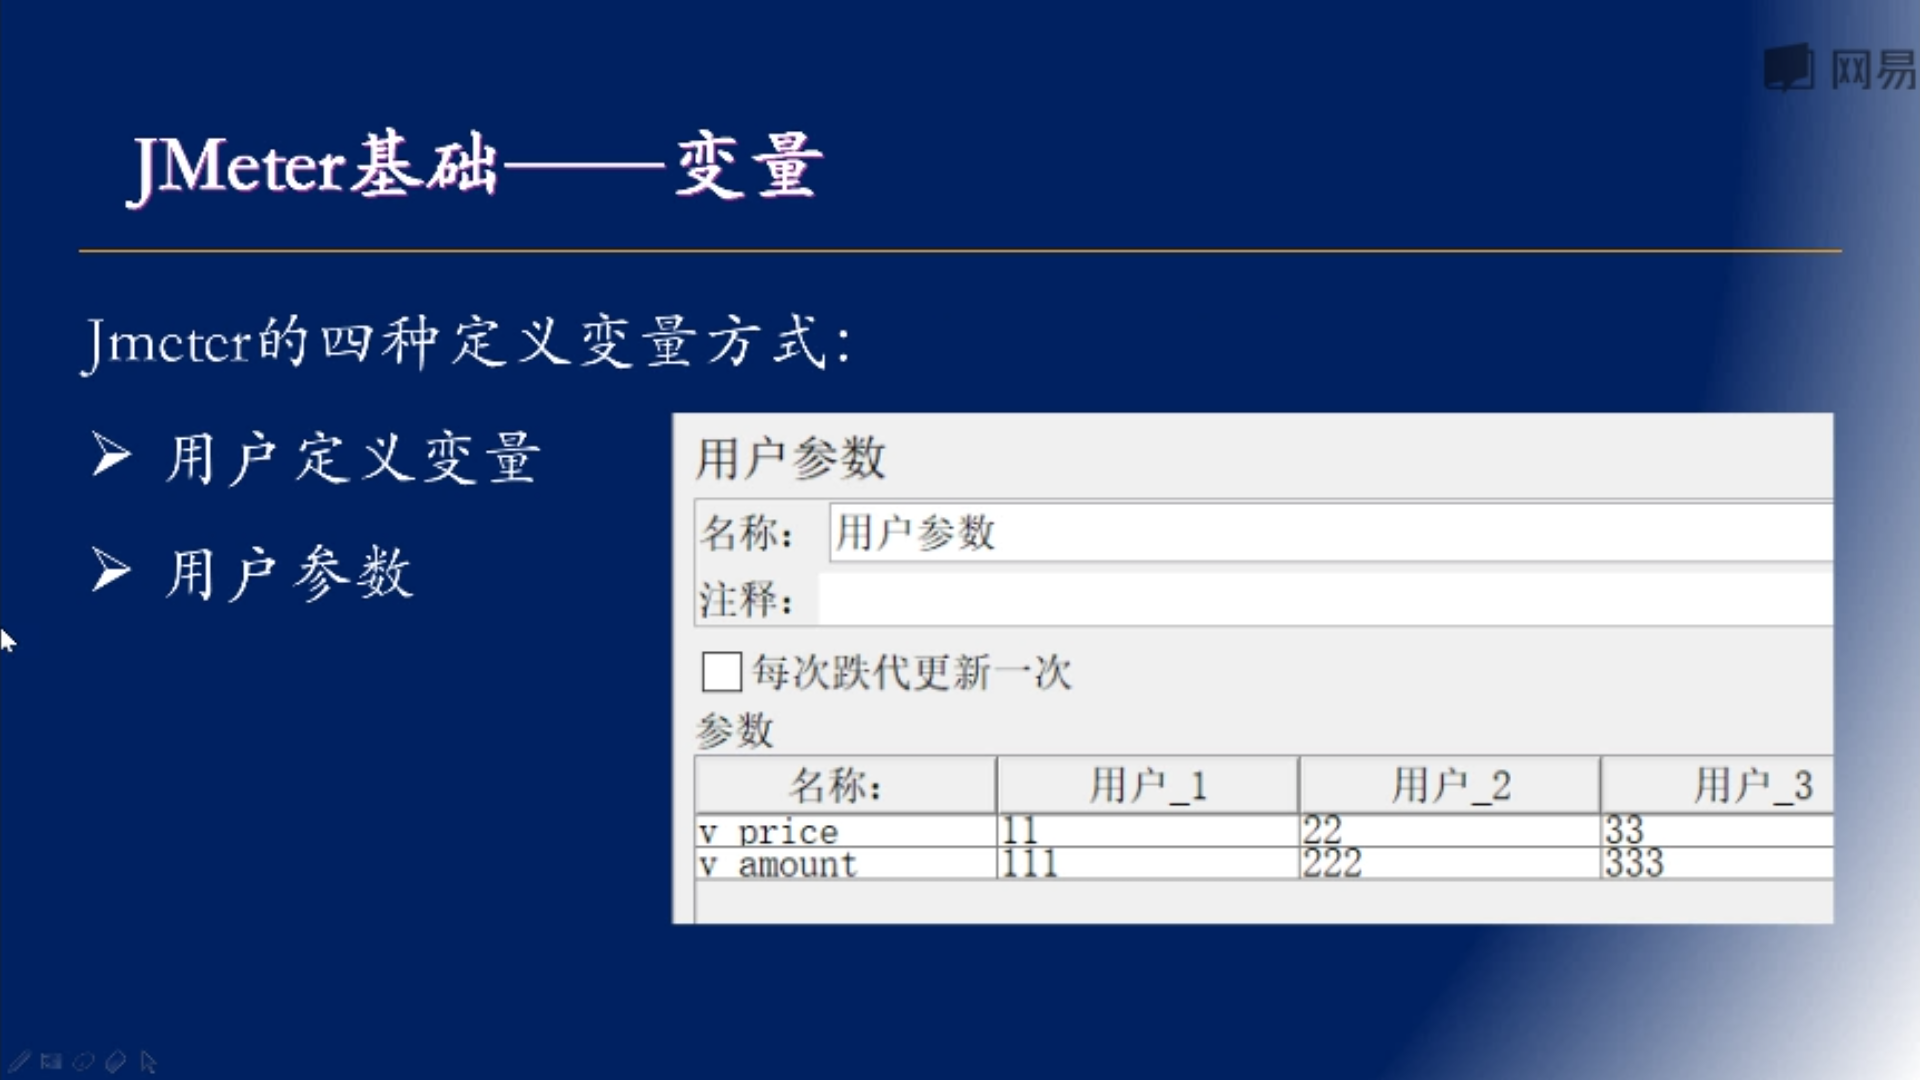 网易
JMeter基础——变量
Jmeter的四种定义变量方式：
用户定义变量
用户参数
用户参数
名称： 用户参数
注释：
每次跌代更新一次
参数
名称： 用户_1 用户_2 用户_3
v price 11 22 33
v amount 111 222 333